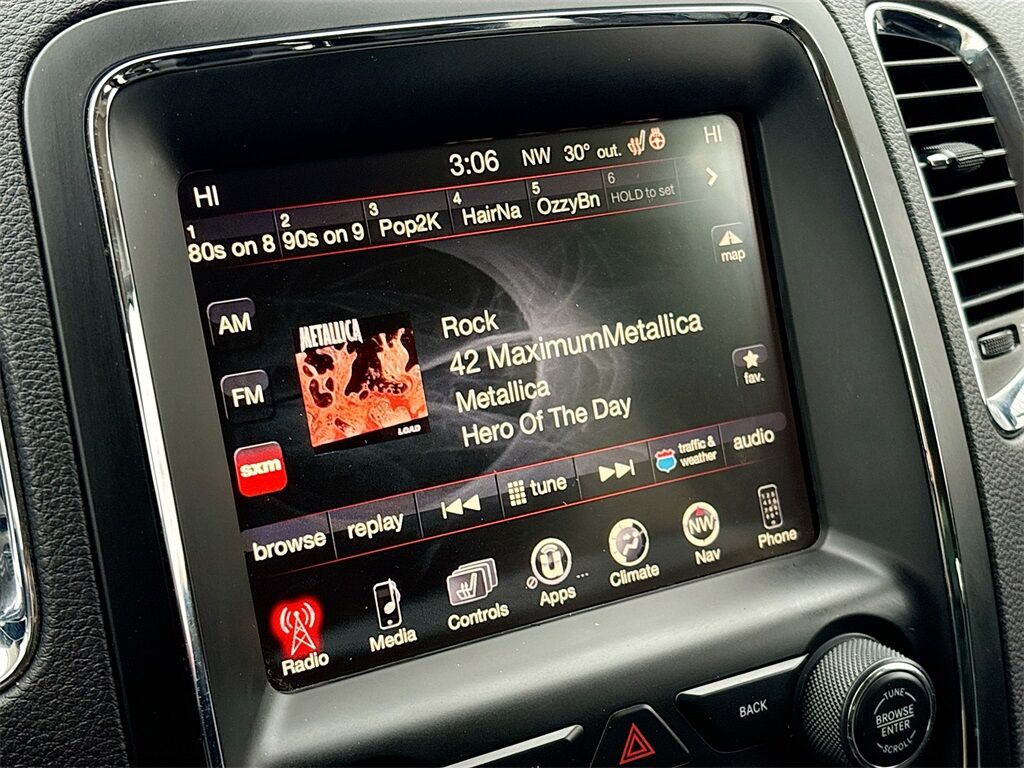 HI 3:06 NW 30° out. HI
1 2 3 4 5 6
80s on 8 90s on 9 Pop2K HairNa OzzyBn HOLD to set
map
AM
FM
sxm
METALLICA
LOAD
Rock
42 MaximumMetallica
Metallica
Hero Of The Day
fav.
browse replay tune traffic & weather audio
Radio Media Controls Apps ... Climate NW Nav Phone
BACK
TUNE
BROWSE
ENTER
SCROLL